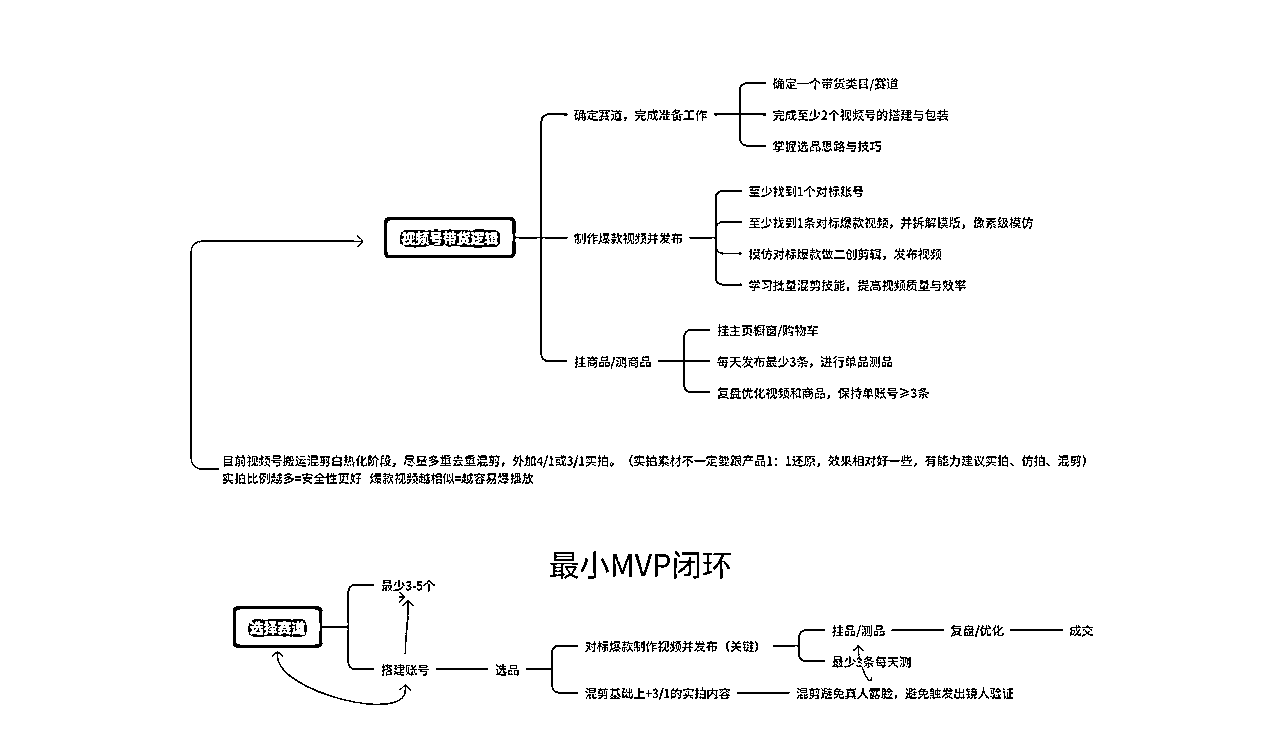 确定一个带货类目/赛道
确定赛道，完成准备工作
完成至少2个视频号的搭建与包装
掌握选品思路与技巧
至少找到1个对标账号
至少找到1条对标爆款视频，并拆解模版，像素级模仿
视频号带货逻辑
制作爆款视频并发布
模仿对标爆款做二创剪辑，发布视频
学习批量混剪技能，提高视频质量与效率
挂主页橱窗/购物车
挂商品/测商品
每天发布最少3条，进行单品测品
复盘优化视频和商品，保持单账号≥3条
目前视频号搬运混剪白热化阶段，尽量多重去重混剪，外加4/1或3/1实拍。（实拍素材不一定要跟产品1：1还原，效果相对好一些，有能力建议实拍、仿拍、混剪）
实拍比例越多=安全性更好 爆款视频越相似=越容易爆播放
最小MVP闭环
最少3-5个
选择赛道
搭建账号
选品
对标爆款制作视频并发布（关键）
挂品/测品
复盘/优化
成交
最少3条每天测
混剪基础上+3/1的实拍内容
混剪避免真人露脸，避免触发出镜人验证